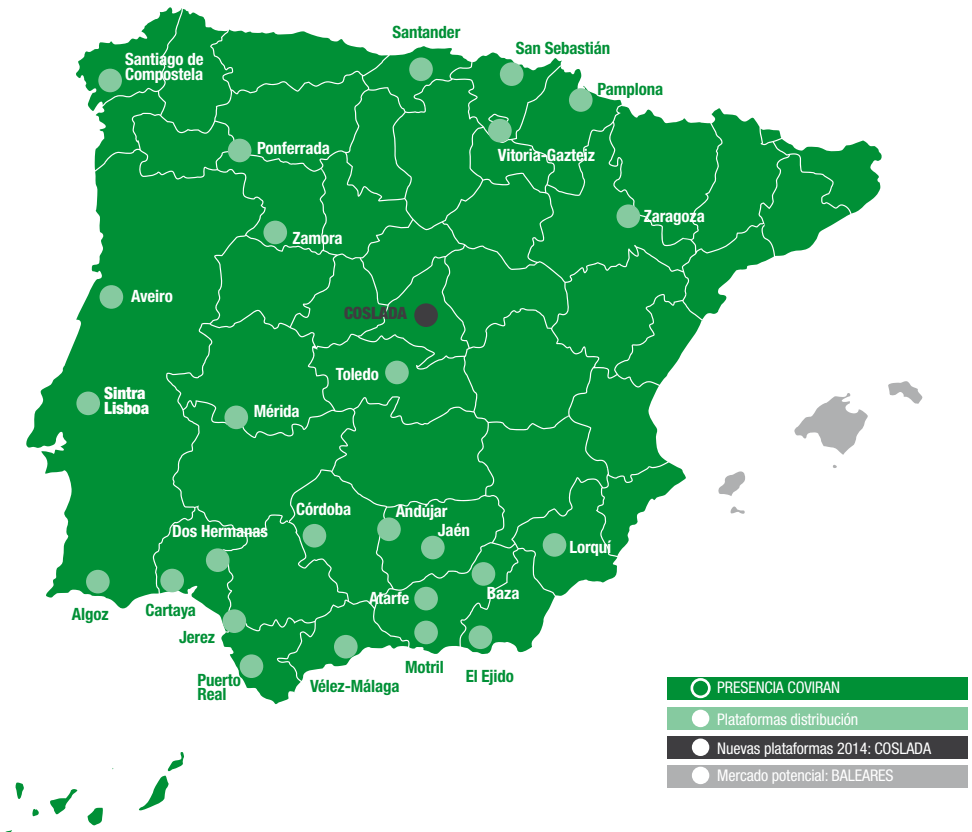 Santander
San Sebastián
Santiago de
Compostela
Pamplona
Ponferrada
Vitoria-Gazteiz
Zaragoza
Zamora
Aveiro
COSLADA
Toledo
Sintra
Lisboa
Mérida
Córdoba
Andújar
Dos Hermanas
Jaén
Lorquí
Atarfe
Baza
Algoz
Cartaya
Jerez
Motril
El Ejido
Puerto
Real
Vélez-Málaga
PRESENCIA COVIRAN
Plataformas distribución
Nuevas plataformas 2014: COSLADA
Mercado potencial: BALEARES